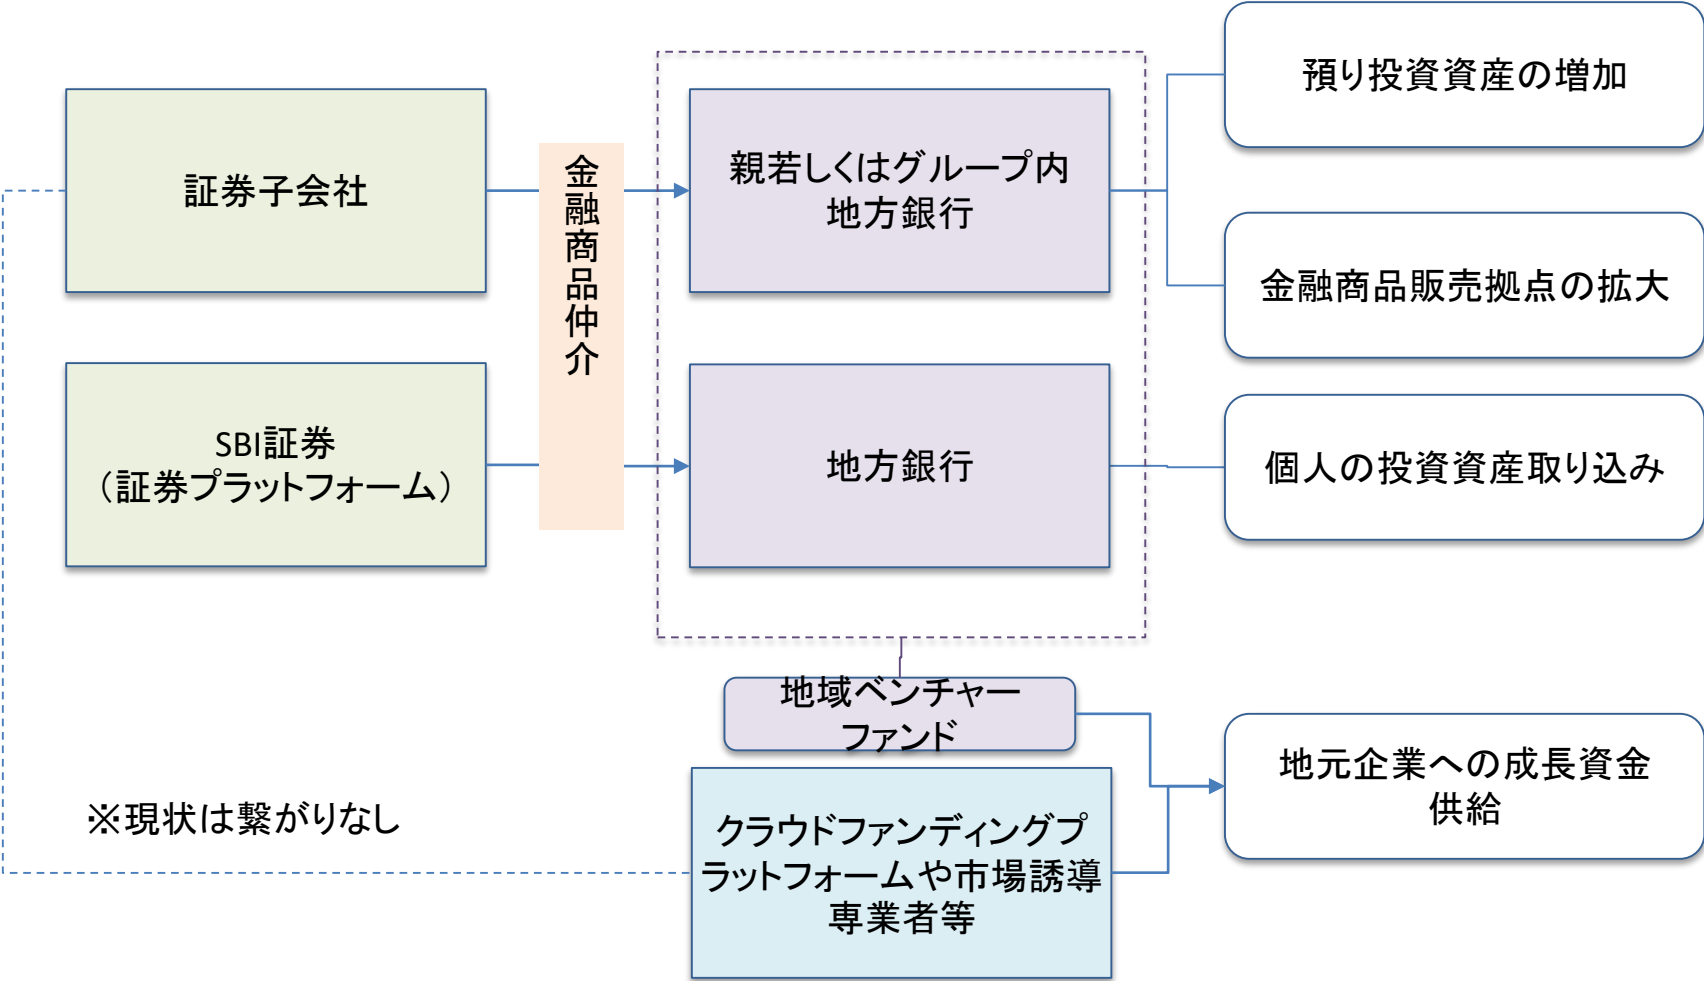 預り投資資産の増加
証券子会社
金融商品仲介
親若しくはグループ内
地方銀行
金融商品販売拠点の拡大
SBI証券
（証券プラットフォーム）
地方銀行
個人の投資資産取り込み
地域ベンチャー
ファンド
地元企業への成長資金
供給
※現状は繋がりなし
クラウドファンディングプ
ラットフォームや市場誘導
専業者等